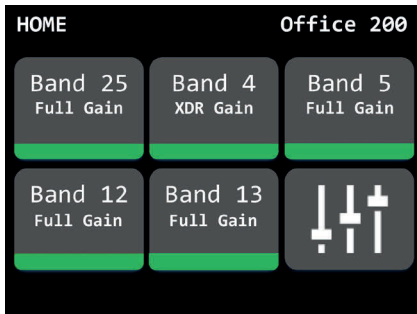 HOME Office 200
Band 25 Band 4 Band 5
Full Gain XDR Gain Full Gain
Band 12 Band 13
Full Gain Full Gain